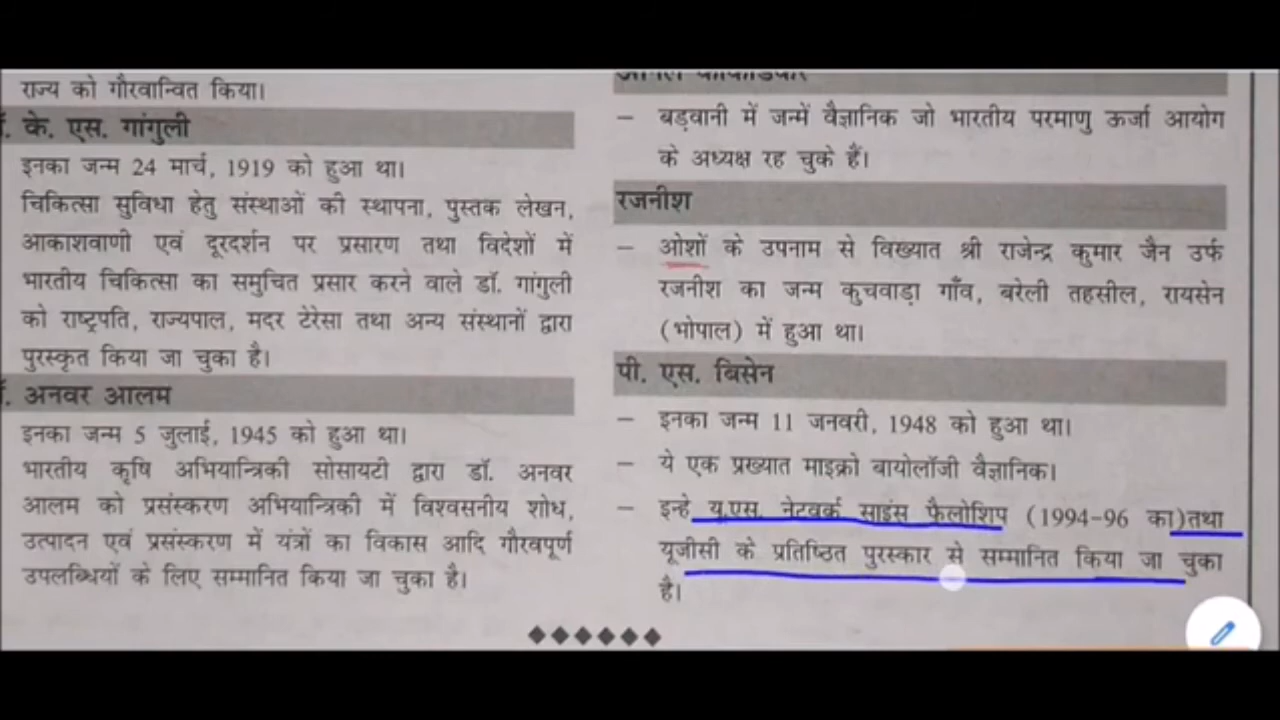 राज्य को गौरवान्वित किया।
. के. एस. गांगुली
इनका जन्म 24 मार्च, 1919 को हुआ था।
चिकित्सा सुविधा हेतु संस्थाओं की स्थापना, पुस्तक लेखन,
आकाशवाणी एवं दूरदर्शन पर प्रसारण तथा विदेशों में
भारतीय चिकित्सा का समुचित प्रसार करने वाले डॉ. गांगुली
को राष्ट्रपति, राज्यपाल, मदर टेरेसा तथा अन्य संस्थानों द्वारा
पुरस्कृत किया जा चुका है।
. अनवर आलम
इनका जन्म 5 जुलाई, 1945 को हुआ था।
भारतीय कृषि अभियान्त्रिकी सोसायटी द्वारा डॉ. अनवर
आलम को प्रसंस्करण अभियान्त्रिकी में विश्वसनीय शोध,
उत्पादन एवं प्रसंस्करण में यंत्रों का विकास आदि गौरवपूर्ण
उपलब्धियों के लिए सम्मानित किया जा चुका है।
– बड़वानी में जन्में वैज्ञानिक जो भारतीय परमाणु ऊर्जा आयोग
के अध्यक्ष रह चुके हैं।
रजनीश
– ओशों के उपनाम से विख्यात श्री राजेन्द्र कुमार जैन उर्फ
रजनीश का जन्म कुचवाड़ा गाँव, बरेली तहसील, रायसेन
(भोपाल) में हुआ था।
पी. एस. बिसेन
– इनका जन्म 11 जनवरी, 1948 को हुआ था।
– ये एक प्रख्यात माइक्रो बायोलॉजी वैज्ञानिक।
– इन्हे यू.एस. नेटवर्क साइंस फैलोशिप (1994-96 का)तथा
यूजीसी के प्रतिष्ठित पुरस्कार से सम्मानित किया जा चुका
है।